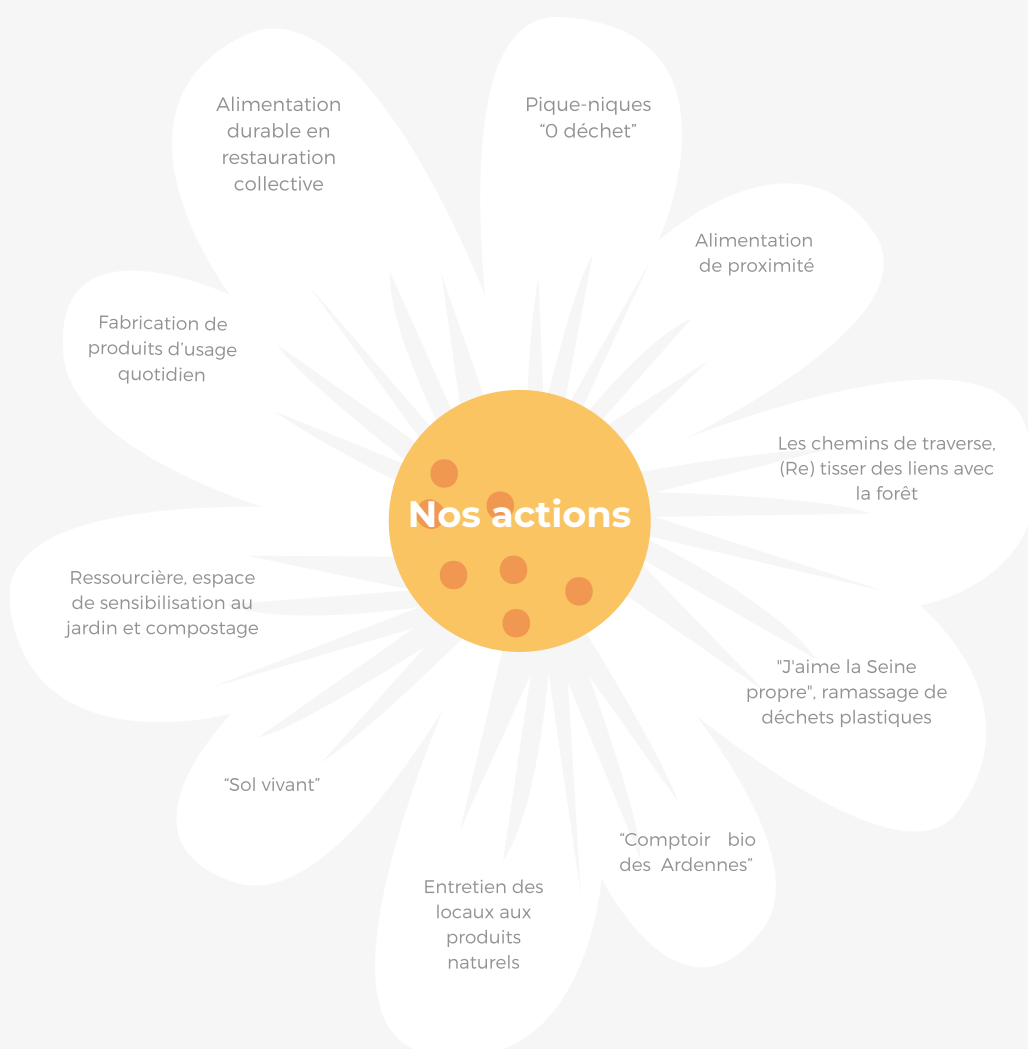 Alimentation
durable en
restauration
collective
Pique-niques
“0 déchet”
Alimentation
de proximité
Fabrication de
produits d’usage
quotidien
Les chemins de traverse,
(Re) tisser des liens avec
la forêt
Nos actions
Ressourcière, espace
de sensibilisation au
jardin et compostage
"J'aime la Seine
propre", ramassage de
déchets plastiques
“Sol vivant”
“Comptoir bio
des Ardennes”
Entretien des
locaux aux
produits
naturels